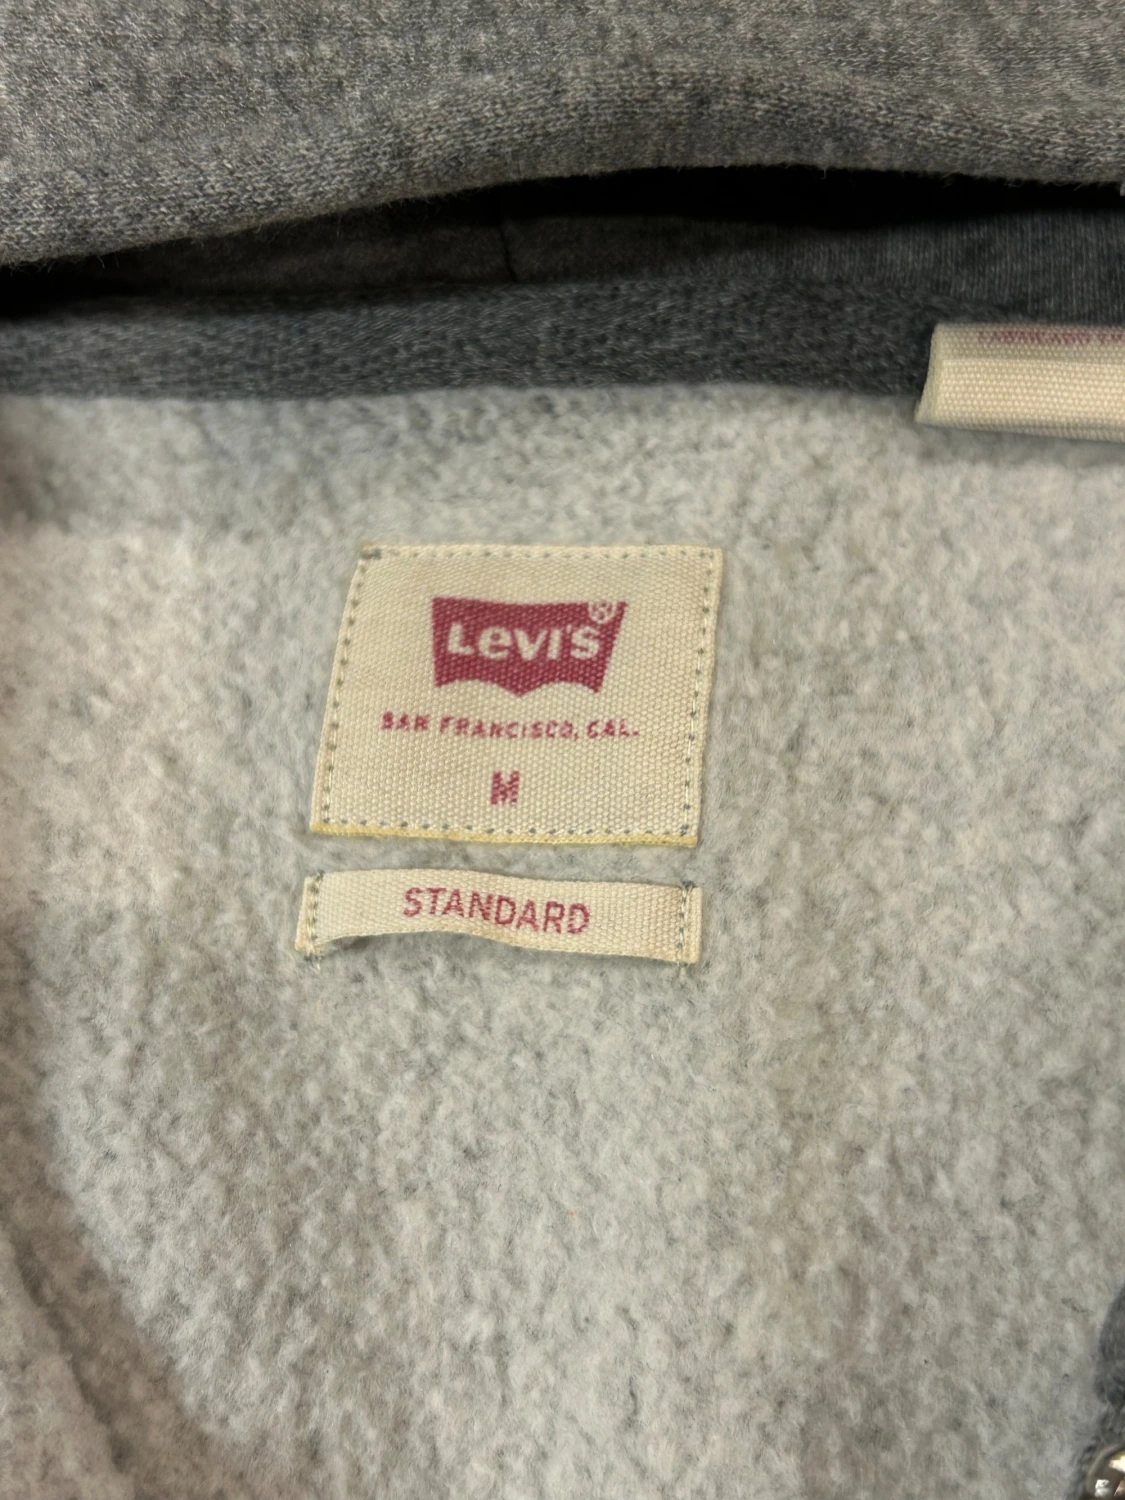 Levi's®
SAN FRANCISCO, CAL.
M
STANDARD